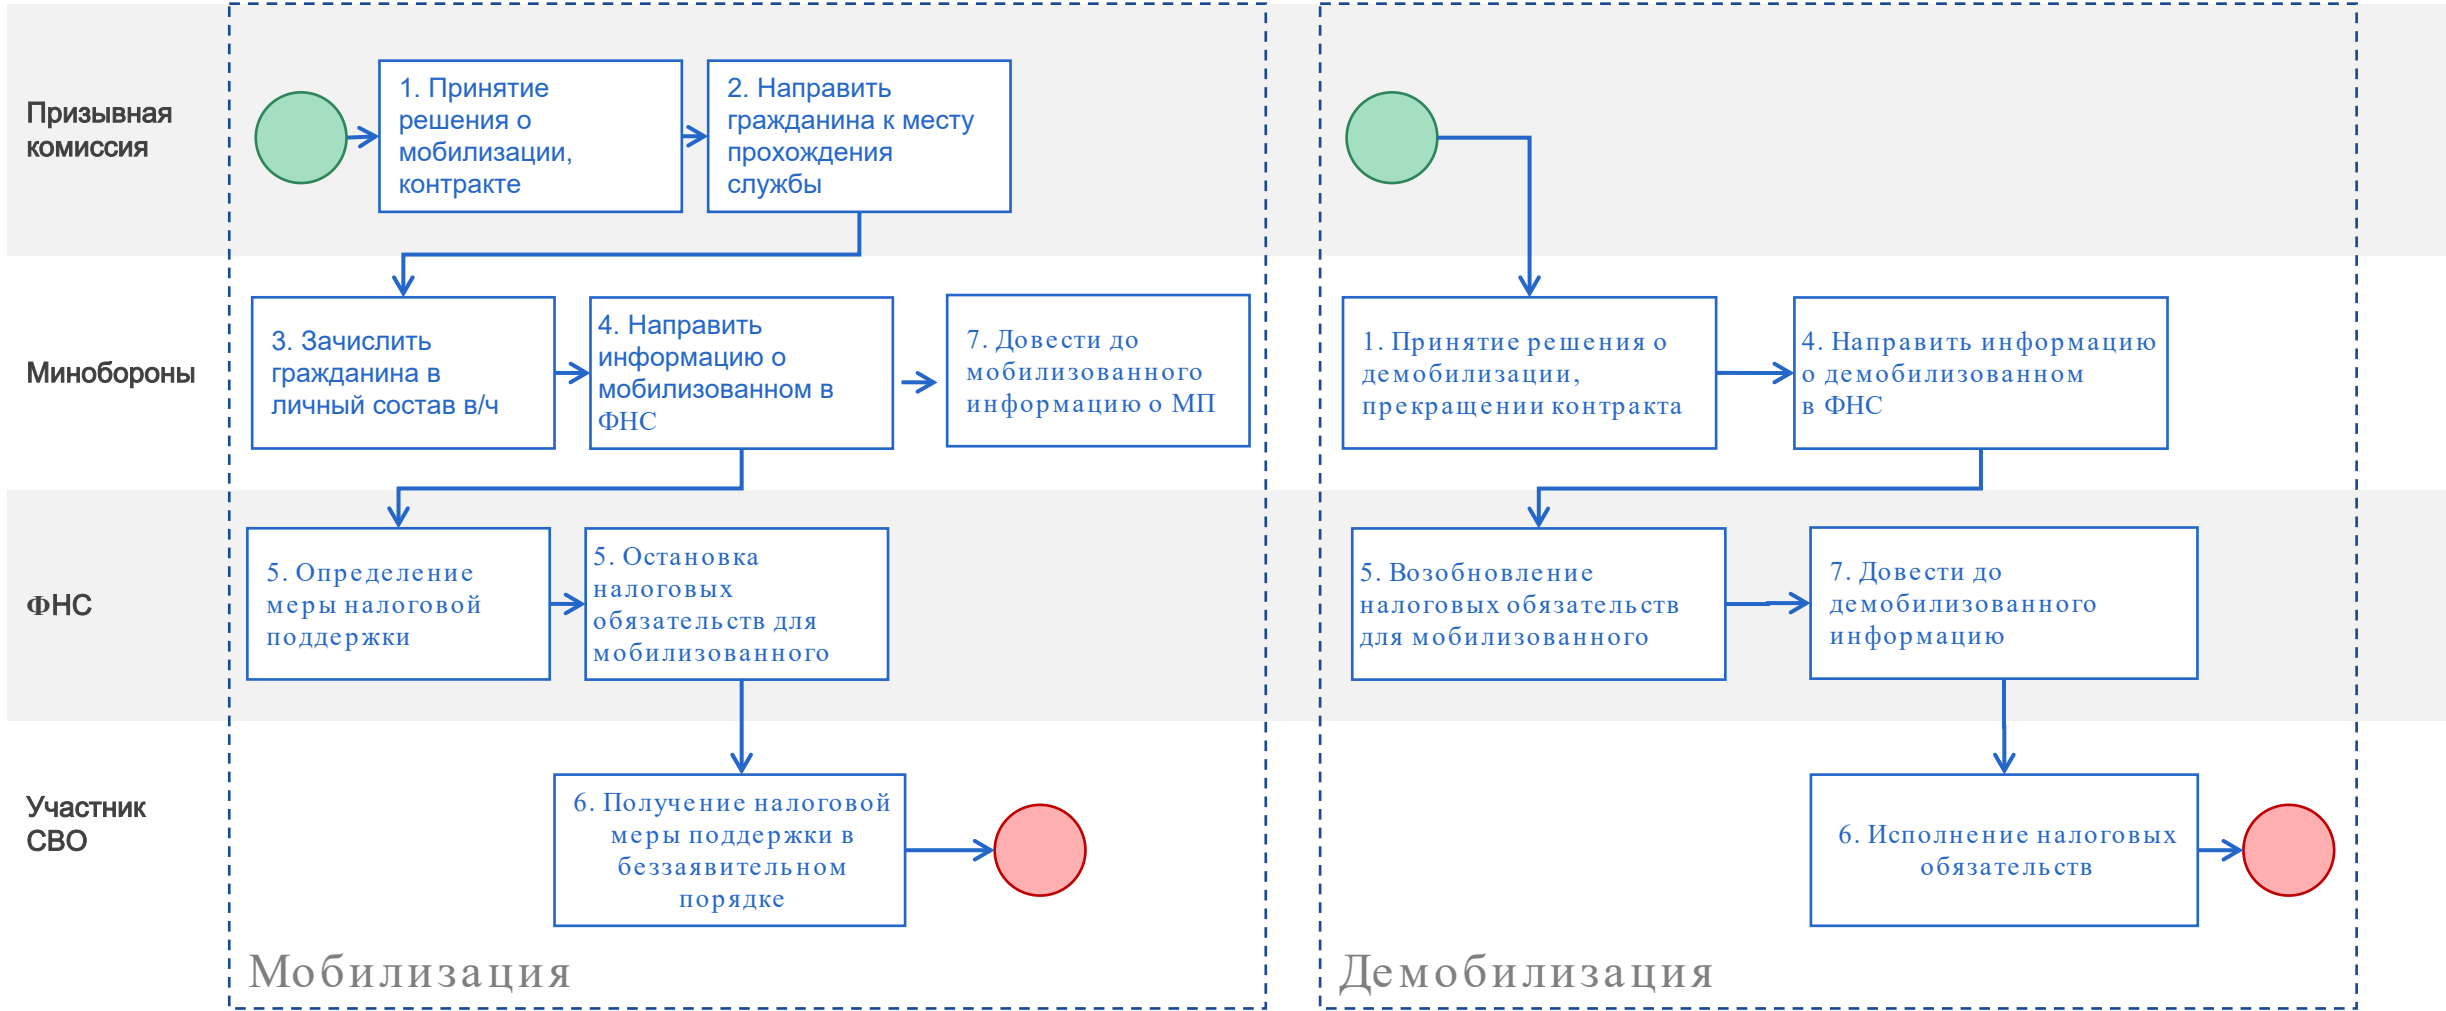 Призывная
комиссия
1. Принятие
решения о
мобилизации,
контракте
2. Направить
гражданина к месту
прохождения
службы
Минобороны
3. Зачислить
гражданина в
личный состав в/ч
4. Направить
информацию о
мобилизованном в
ФНС
7. Довести до
мобилизованного
информацию о МП
1. Принятие решения о
демобилизации,
прекращении контракта
4. Направить информацию
о демобилизованном
в ФНС
ФНС
5. Определение
меры налоговой
поддержки
5. Остановка
налоговых
обязательств для
мобилизованного
5. Возобновление
налоговых обязательств
для мобилизованного
7. Довести до
демобилизованного
информацию
Участник
СВО
6. Получение налоговой
меры поддержки в
беззаявительном
порядке
6. Исполнение налоговых
обязательств
Мобилизация
Демобилизация